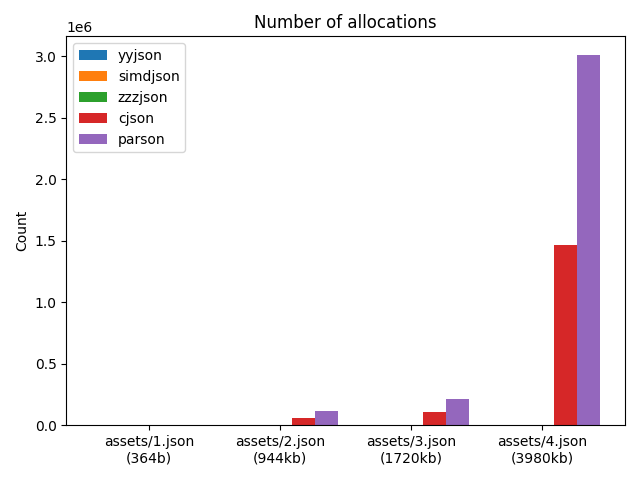 Number of allocations
1e6
yyjson
simdjson
zzzjson
cjson
parson
3.0
2.5
2.0
1.5
1.0
0.5
0.0
Count
assets/1.json
(364b)
assets/2.json
(944kb)
assets/3.json
(1720kb)
assets/4.json
(3980kb)